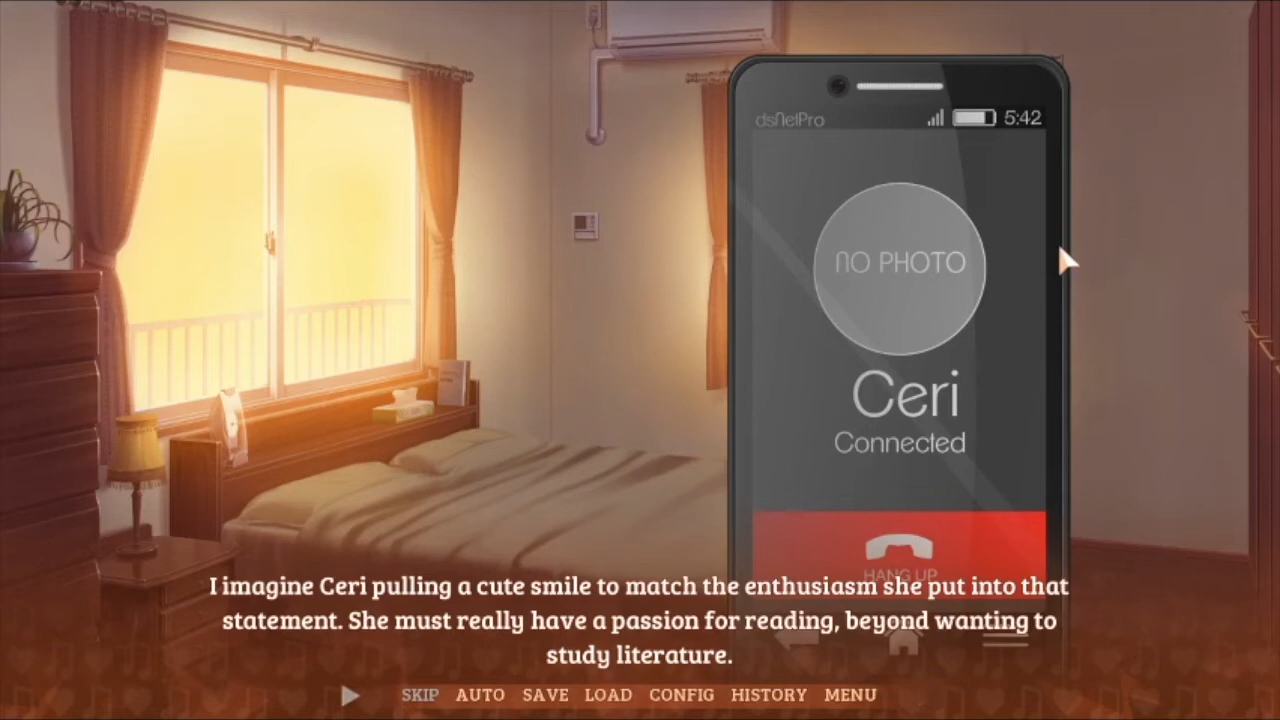 dsNetPro
5:42
NO PHOTO
Ceri
Connected
HANG UP
I imagine Ceri pulling a cute smile to match the enthusiasm she put into that
statement. She must really have a passion for reading, beyond wanting to
study literature.
SKIP AUTO SAVE LOAD CONFIG HISTORY MENU